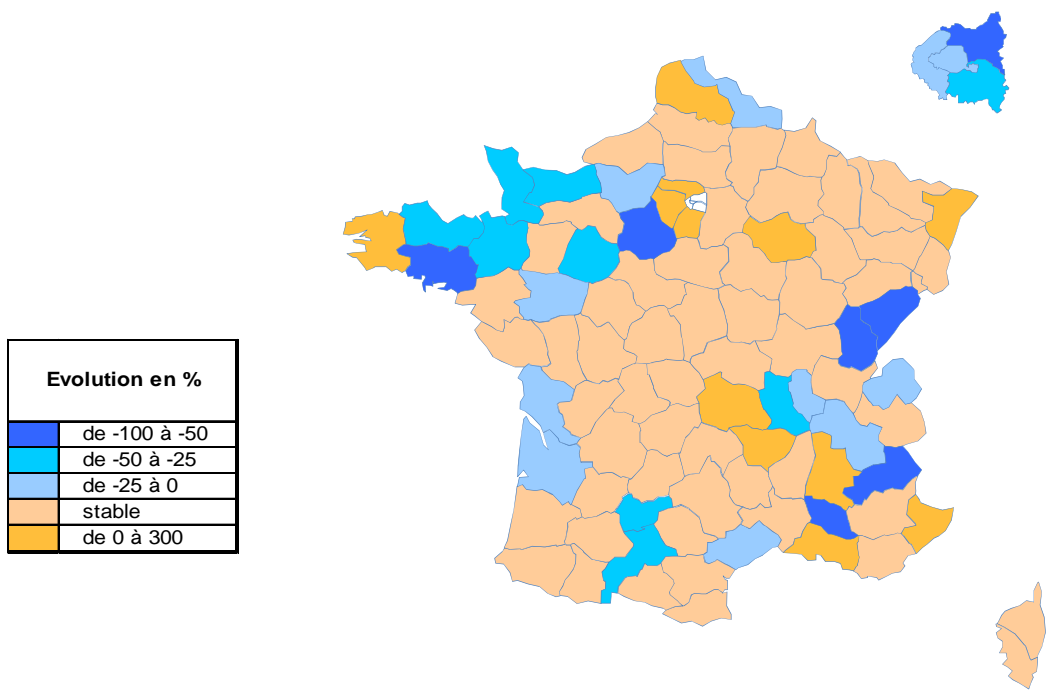 Evolution en %
de -100 à -50
de -50 à -25
de -25 à 0
stable
de 0 à 300